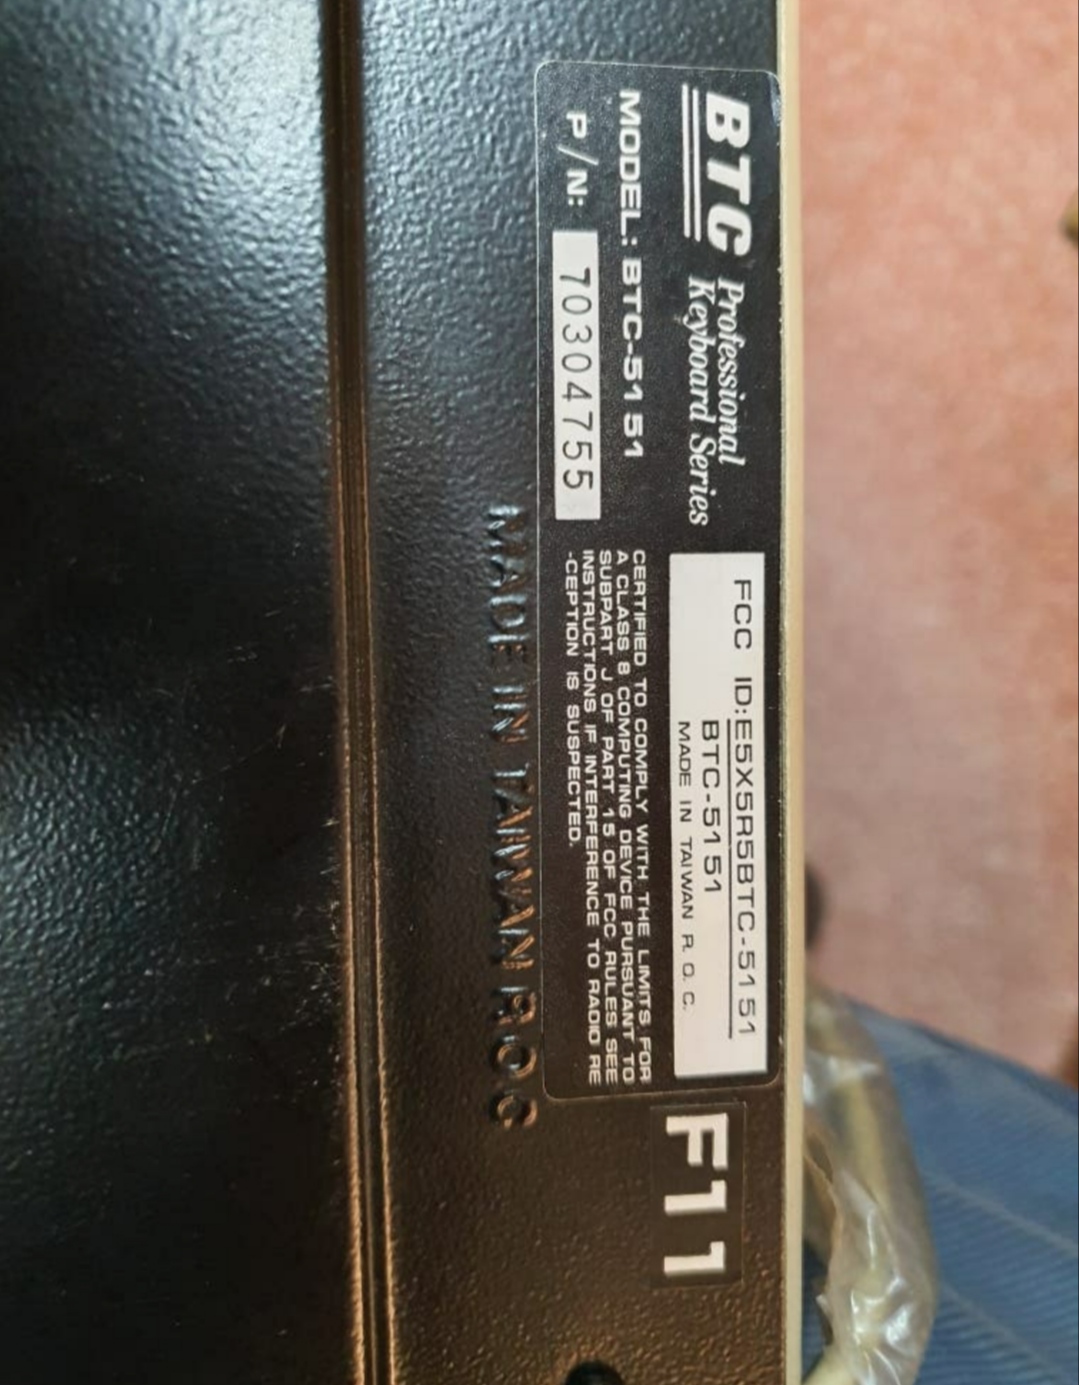 BTC Professional
Keyboard Series
MODEL: BTC-5151
P/N: 70304755
FCC ID:E5X5R5BTC-5151
BTC-5151
MADE IN TAIWAN R.O.C.
CERTIFIED TO COMPLY WITH THE LIMITS FOR
A CLASS B COMPUTING DEVICE PURSUANT TO
SUBPART J OF PART 15 OF FCC RULES SEE
INSTRUCTIONS IF INTERFERENCE TO RADIO RE
-CEPTION IS SUSPECTED.
F11
MADE IN TAIWAN R O C